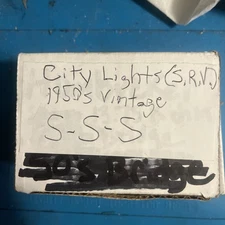 City Lights (S,R,V)
1950's Vintage
S-S-S